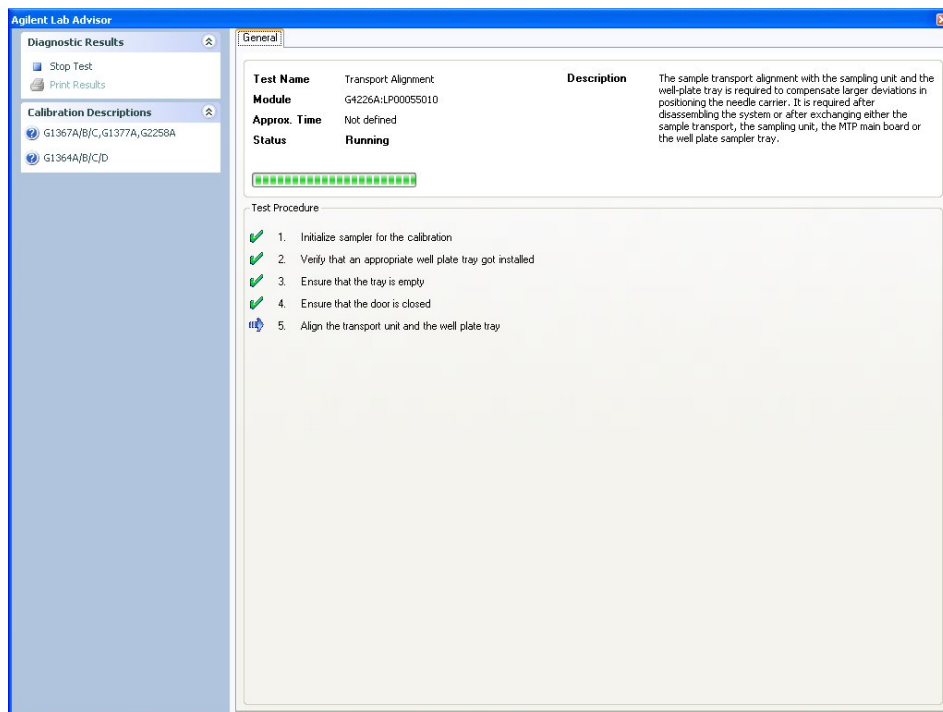 Agilent Lab Advisor
Diagnostic Results
Stop Test
Print Results
Calibration Descriptions
G1367A/B/C,G1377A,G2258A
G1364A/B/C/D
General
Test Name Transport Alignment
Module G4226A:LP00055010
Approx. Time Not defined
Status Running
Description The sample transport alignment with the sampling unit and the
well-plate tray is required to compensate larger deviations in
positioning the needle carrier. It is required after
disassembling the system or after exchanging either the
sample transport, the sampling unit, the MTP main board or
the well plate sampler tray.
Test Procedure
1. Initialize sampler for the calibration
2. Verify that an appropriate well plate tray got installed
3. Ensure that the tray is empty
4. Ensure that the door is closed
5. Align the transport unit and the well plate tray